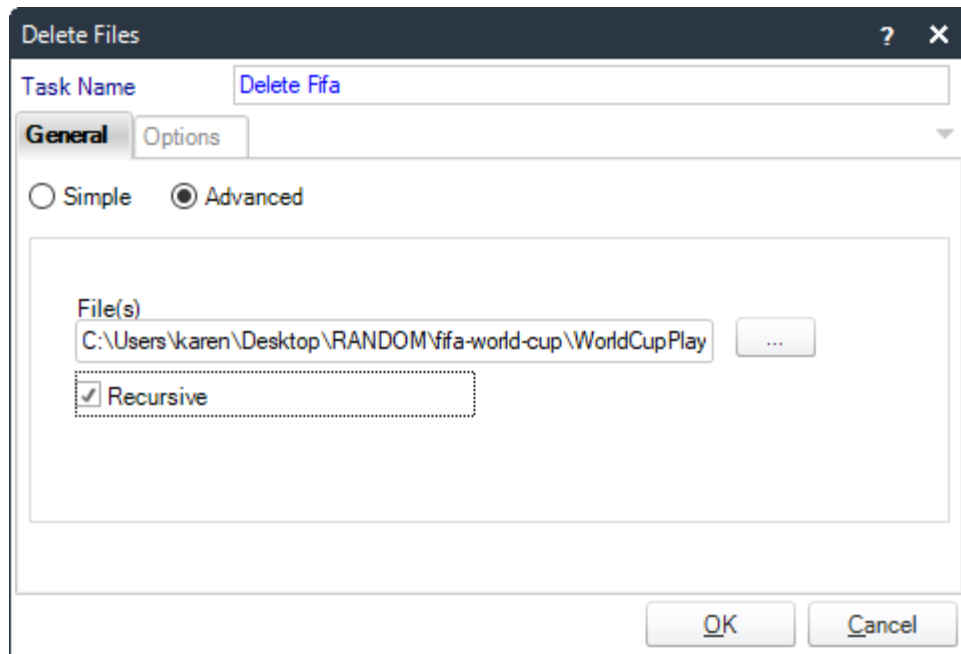 Delete Files ?
Task Name Delete Fifa
General Options
Simple Advanced
File(s)
C:\Users\karen\Desktop\RANDOM\fifa-world-cup\WorldCupPlay ...
Recursive
OK Cancel